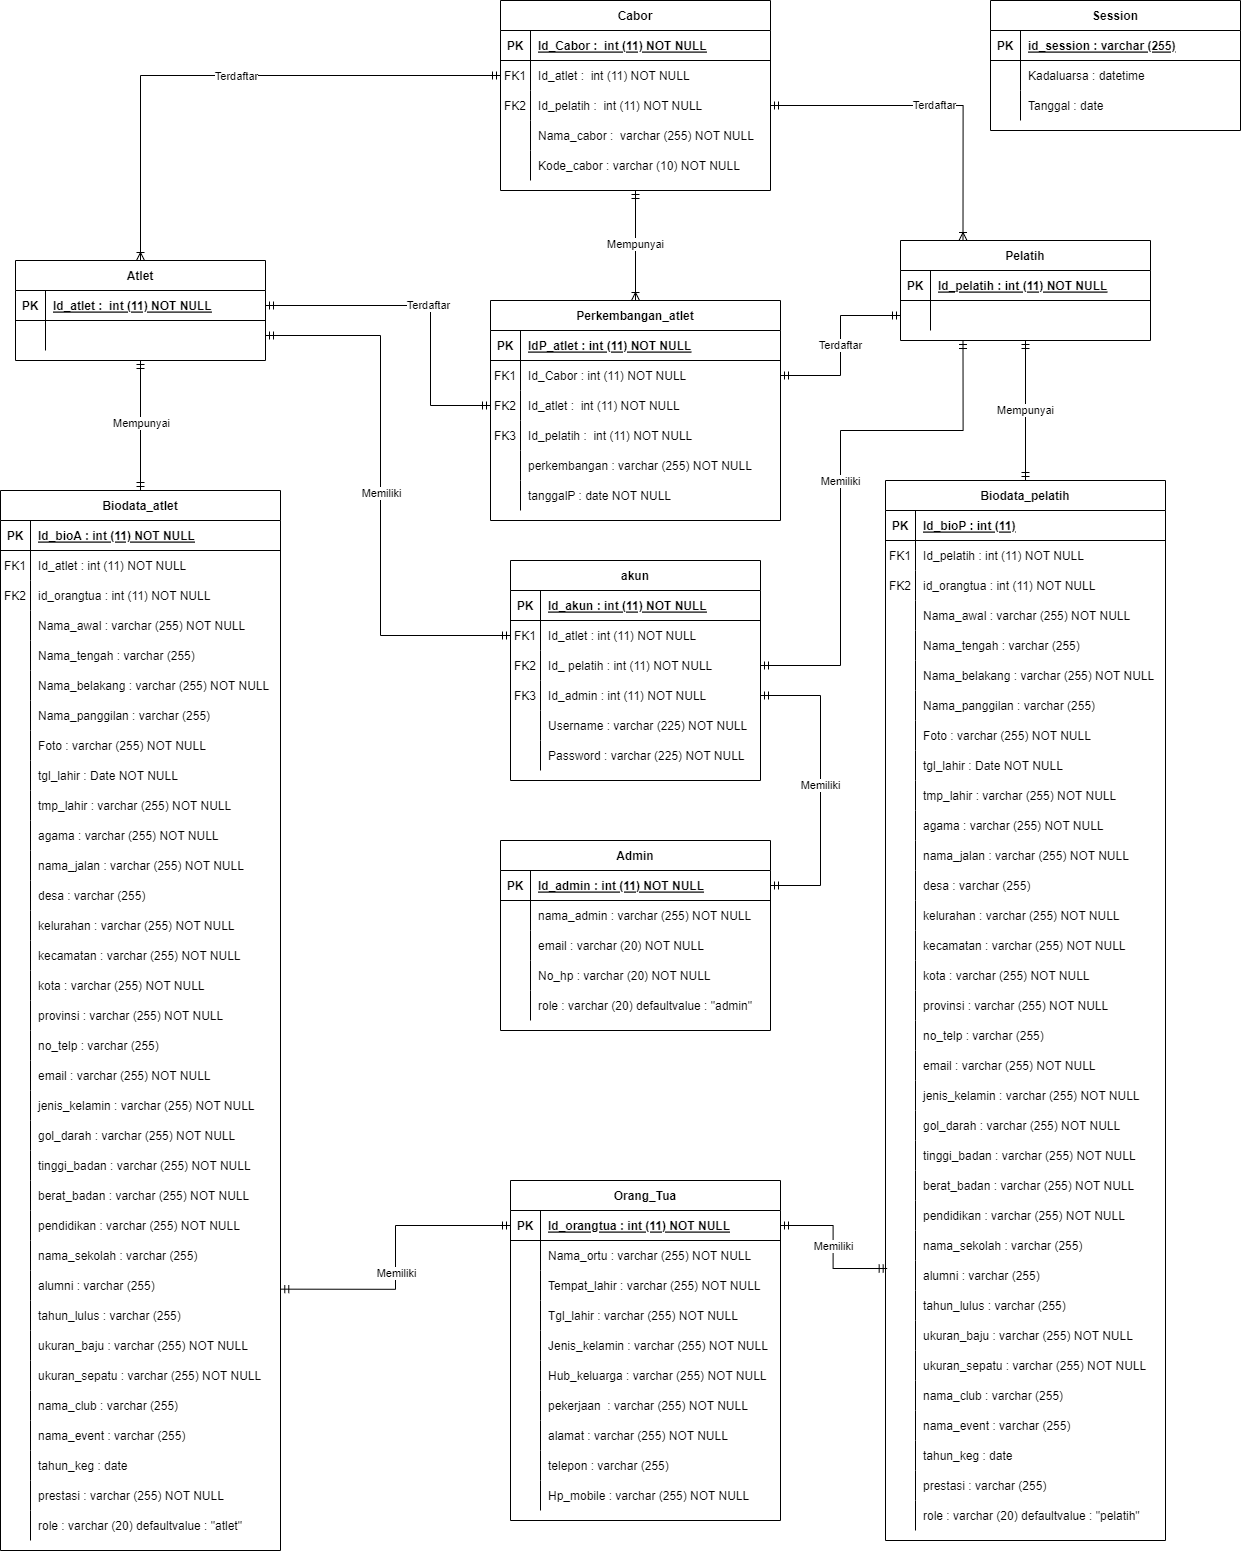 Cabor
PK Id_Cabor : int (11) NOT NULL
FK1 Id_atlet : int (11) NOT NULL
FK2 Id_pelatih : int (11) NOT NULL
Nama_cabor : varchar (255) NOT NULL
Kode_cabor : varchar (10) NOT NULL
Session
PK id_session : varchar (255)
Kadaluarsa : datetime
Tanggal : date
Terdaftar
Terdaftar
Mempunyai
Atlet
PK Id_atlet : int (11) NOT NULL
Pelatih
PK Id_pelatih : int (11) NOT NULL
Terdaftar
Perkembangan_atlet
PK IdP_atlet : int (11) NOT NULL
FK1 Id_Cabor : int (11) NOT NULL
FK2 Id_atlet : int (11) NOT NULL
FK3 Id_pelatih : int (11) NOT NULL
perkembangan : varchar (255) NOT NULL
tanggalP : date NOT NULL
Terdaftar
Mempunyai
Mempunyai
Memiliki
Memiliki
Biodata_atlet
PK Id_bioA : int (11) NOT NULL
FK1 Id_atlet : int (11) NOT NULL
FK2 id_orangtua : int (11) NOT NULL
Nama_awal : varchar (255) NOT NULL
Nama_tengah : varchar (255)
Nama_belakang : varchar (255) NOT NULL
Nama_panggilan : varchar (255)
Foto : varchar (255) NOT NULL
tgl_lahir : Date NOT NULL
tmp_lahir : varchar (255) NOT NULL
agama : varchar (255) NOT NULL
nama_jalan : varchar (255) NOT NULL
desa : varchar (255)
kelurahan : varchar (255) NOT NULL
kecamatan : varchar (255) NOT NULL
kota : varchar (255) NOT NULL
provinsi : varchar (255) NOT NULL
no_telp : varchar (255)
email : varchar (255) NOT NULL
jenis_kelamin : varchar (255) NOT NULL
gol_darah : varchar (255) NOT NULL
tinggi_badan : varchar (255) NOT NULL
berat_badan : varchar (255) NOT NULL
pendidikan : varchar (255) NOT NULL
nama_sekolah : varchar (255)
alumni : varchar (255)
tahun_lulus : varchar (255)
ukuran_baju : varchar (255) NOT NULL
ukuran_sepatu : varchar (255) NOT NULL
nama_club : varchar (255)
nama_event : varchar (255)
tahun_keg : date
prestasi : varchar (255) NOT NULL
role : varchar (20) defaultvalue : "atlet"
akun
PK Id_akun : int (11) NOT NULL
FK1 Id_atlet : int (11) NOT NULL
FK2 Id_ pelatih : int (11) NOT NULL
FK3 Id_admin : int (11) NOT NULL
Username : varchar (225) NOT NULL
Password : varchar (225) NOT NULL
Memiliki
Admin
PK Id_admin : int (11) NOT NULL
nama_admin : varchar (255) NOT NULL
email : varchar (20) NOT NULL
No_hp : varchar (20) NOT NULL
role : varchar (20) defaultvalue : "admin"
Orang_Tua
PK Id_orangtua : int (11) NOT NULL
Nama_ortu : varchar (255) NOT NULL
Tempat_lahir : varchar (255) NOT NULL
Tgl_lahir : varchar (255) NOT NULL
Jenis_kelamin : varchar (255) NOT NULL
Hub_keluarga : varchar (255) NOT NULL
pekerjaan : varchar (255) NOT NULL
alamat : varchar (255) NOT NULL
telepon : varchar (255)
Hp_mobile : varchar (255) NOT NULL
Memiliki
Memiliki
Biodata_pelatih
PK Id_bioP : int (11)
FK1 Id_pelatih : int (11) NOT NULL
FK2 id_orangtua : int (11) NOT NULL
Nama_awal : varchar (255) NOT NULL
Nama_tengah : varchar (255)
Nama_belakang : varchar (255) NOT NULL
Nama_panggilan : varchar (255)
Foto : varchar (255) NOT NULL
tgl_lahir : Date NOT NULL
tmp_lahir : varchar (255) NOT NULL
agama : varchar (255) NOT NULL
nama_jalan : varchar (255) NOT NULL
desa : varchar (255)
kelurahan : varchar (255) NOT NULL
kecamatan : varchar (255) NOT NULL
kota : varchar (255) NOT NULL
provinsi : varchar (255) NOT NULL
no_telp : varchar (255)
email : varchar (255) NOT NULL
jenis_kelamin : varchar (255) NOT NULL
gol_darah : varchar (255) NOT NULL
tinggi_badan : varchar (255) NOT NULL
berat_badan : varchar (255) NOT NULL
pendidikan : varchar (255) NOT NULL
nama_sekolah : varchar (255)
alumni : varchar (255)
tahun_lulus : varchar (255)
ukuran_baju : varchar (255) NOT NULL
ukuran_sepatu : varchar (255) NOT NULL
nama_club : varchar (255)
nama_event : varchar (255)
tahun_keg : date
prestasi : varchar (255)
role : varchar (20) defaultvalue : "pelatih"